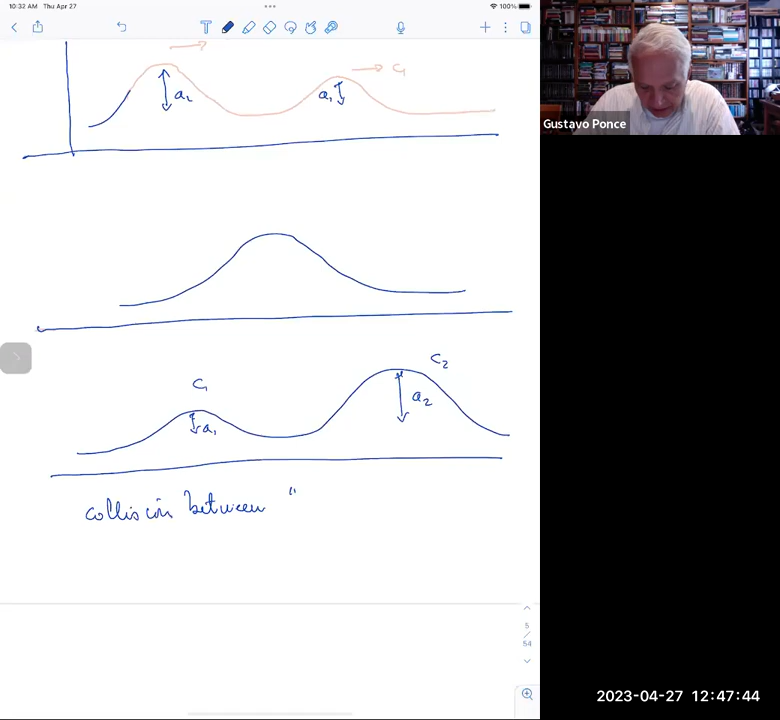 10:32 AM Thu Apr 27
100%
a2
a1
c1
Gustavo Ponce
c2
c1
a2
a1
collision between "
5
/
54
2023-04-27 12:47:44